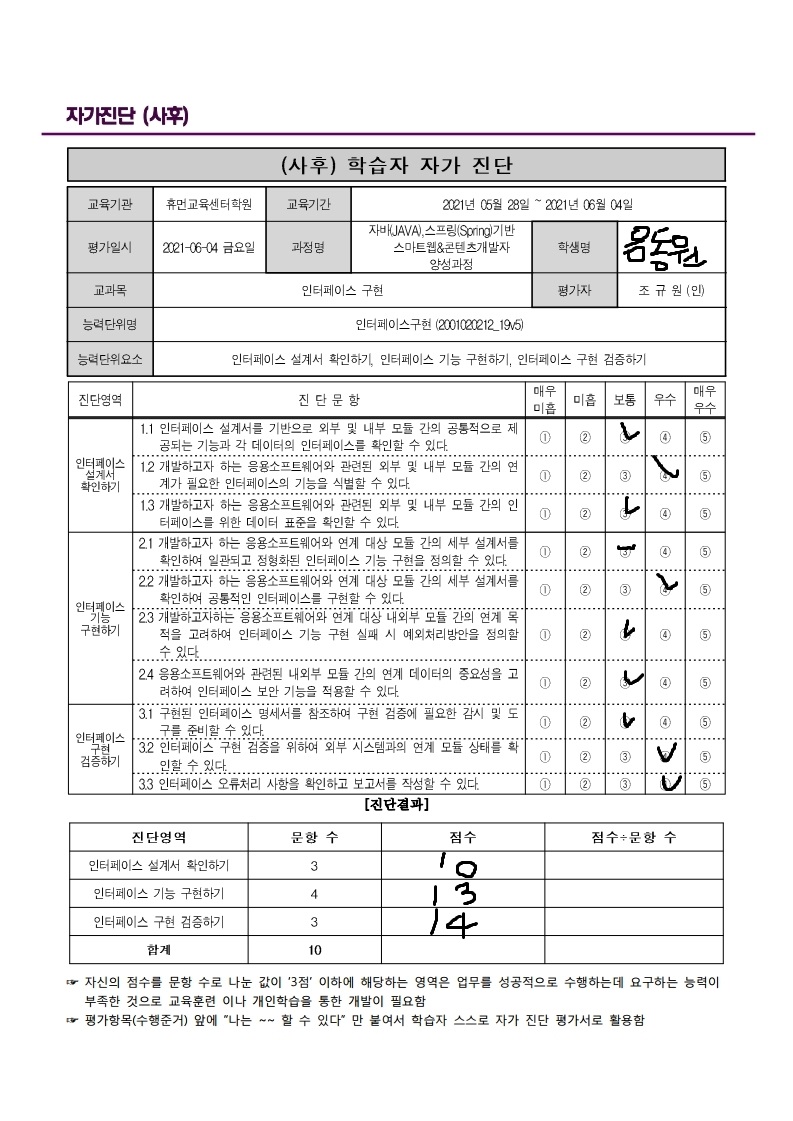 자가진단 (사후)
(사후) 학습자 자가 진단
교육기관 휴먼교육센터학원 교육기간 2021년 05월 28일 ~ 2021년 06월 04일
평가일시 2021-06-04 금요일 과정명 자바(JAVA),스프링(Spring)기반
스마트웹&콘텐츠개발자
양성과정
학생명 음동원
교과목 인터페이스 구현 평가자 조 규 원 (인)
능력단위명 인터페이스구현 (2001020212_19v5)
능력단위요소 인터페이스 설계서 확인하기, 인터페이스 기능 구현하기, 인터페이스 구현 검증하기
진단영역 진 단 문 항 매우 미흡 미흡 보통 우수 매우 우수
인터페이스
설계서
확인하기
1.1 인터페이스 설계서를 기반으로 외부 및 내부 모듈 간의 공통적으로 제
공되는 기능과 각 데이터의 인터페이스를 확인할 수 있다. ① ② ③ ④ ⑤
1.2 개발하고자 하는 응용소프트웨어와 관련된 외부 및 내부 모듈 간의 연
계가 필요한 인터페이스의 기능을 식별할 수 있다. ① ② ③ ④ ⑤
1.3 개발하고자 하는 응용소프트웨어와 관련된 외부 및 내부 모듈 간의 인
터페이스를 위한 데이터 표준을 확인할 수 있다. ① ② ③ ④ ⑤
인터페이스
기능
구현하기
2.1 개발하고자 하는 응용소프트웨어와 연계 대상 모듈 간의 세부 설계서를
확인하여 일관되고 정형화된 인터페이스 기능 구현을 정의할 수 있다. ① ② ③ ④ ⑤
2.2 개발하고자 하는 응용소프트웨어와 연계 대상 모듈 간의 세부 설계서를
확인하여 공통적인 인터페이스를 구현할 수 있다. ① ② ③ ④ ⑤
2.3 개발하고자하는 응용소프트웨어와 연계 대상 내외부 모듈 간의 연계 목
적을 고려하여 인터페이스 기능 구현 실패 시 예외처리방안을 정의할
수 있다. ① ② ③ ④ ⑤
2.4 응용소프트웨어와 관련된 내외부 모듈 간의 연계 데이터의 중요성을 고
려하여 인터페이스 보안 기능을 적용할 수 있다. ① ② ③ ④ ⑤
인터페이스
구현
검증하기
3.1 구현된 인터페이스 명세서를 참조하여 구현 검증에 필요한 감시 및 도
구를 준비할 수 있다. ① ② ③ ④ ⑤
3.2 인터페이스 구현 검증을 위하여 외부 시스템과의 연계 모듈 상태를 확
인할 수 있다. ① ② ③ ④ ⑤
3.3 인터페이스 오류처리 사항을 확인하고 보고서를 작성할 수 있다. ① ② ③ ④ ⑤
[진단결과]
진단영역 문항 수 점수 점수÷문항 수
인터페이스 설계서 확인하기 3 10
인터페이스 기능 구현하기 4 13
인터페이스 구현 검증하기 3 14
합계 10
☞ 자신의 점수를 문항 수로 나눈 값이 '3점' 이하에 해당하는 영역은 업무를 성공적으로 수행하는데 요구하는 능력이
부족한 것으로 교육훈련 이나 개인학습을 통한 개발이 필요함
☞ 평가항목(수행준거) 앞에 "나는 ~~ 할 수 있다" 만 붙여서 학습자 스스로 자가 진단 평가서로 활용함